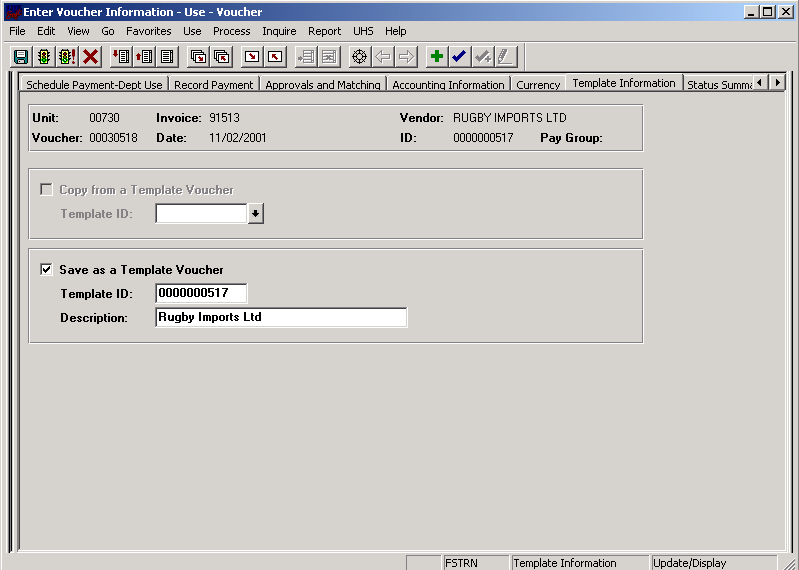 Enter Voucher Information - Use - Voucher
File Edit View Go Favorites Use Process Inquire Report UHS Help
Schedule Payment-Dept Use Record Payment Approvals and Matching Accounting Information Currency Template Information Status Summa
Unit: 00730 Invoice: 91513 Vendor: RUGBY IMPORTS LTD
Voucher: 00030518 Date: 11/02/2001 ID: 0000000517 Pay Group:
Copy from a Template Voucher
Template ID:
Save as a Template Voucher
Template ID: 0000000517
Description: Rugby Imports Ltd
FSTRN Template Information Update/Display